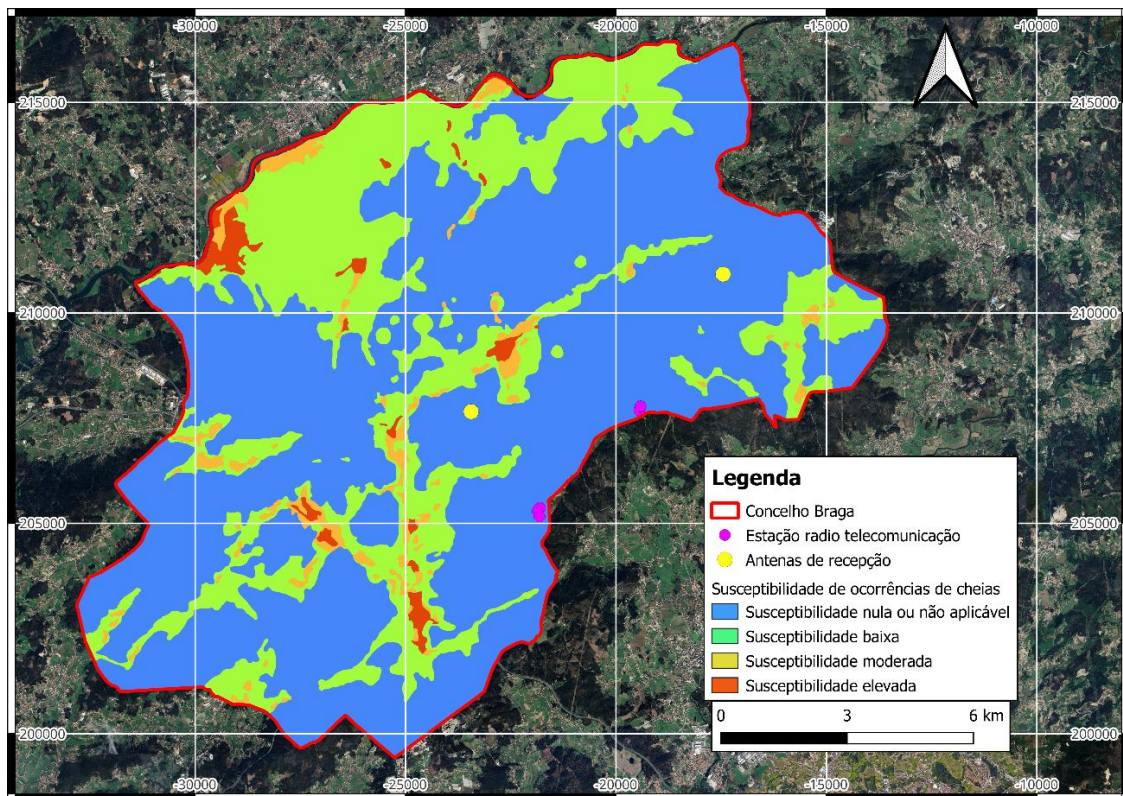 -30000
-25000
-20000
-15000
-10000
215000
215000
210000
210000
205000
205000
200000
200000
Legenda
Concelho Braga
Estação radio telecomunicação
Antenas de recepção
Susceptibilidade de ocorrências de cheias
Susceptibilidade nula ou não aplicável
Susceptibilidade baixa
Susceptibilidade moderada
Susceptibilidade elevada
0 3 6 km
-30000
-25000
-20000
-15000
-10000